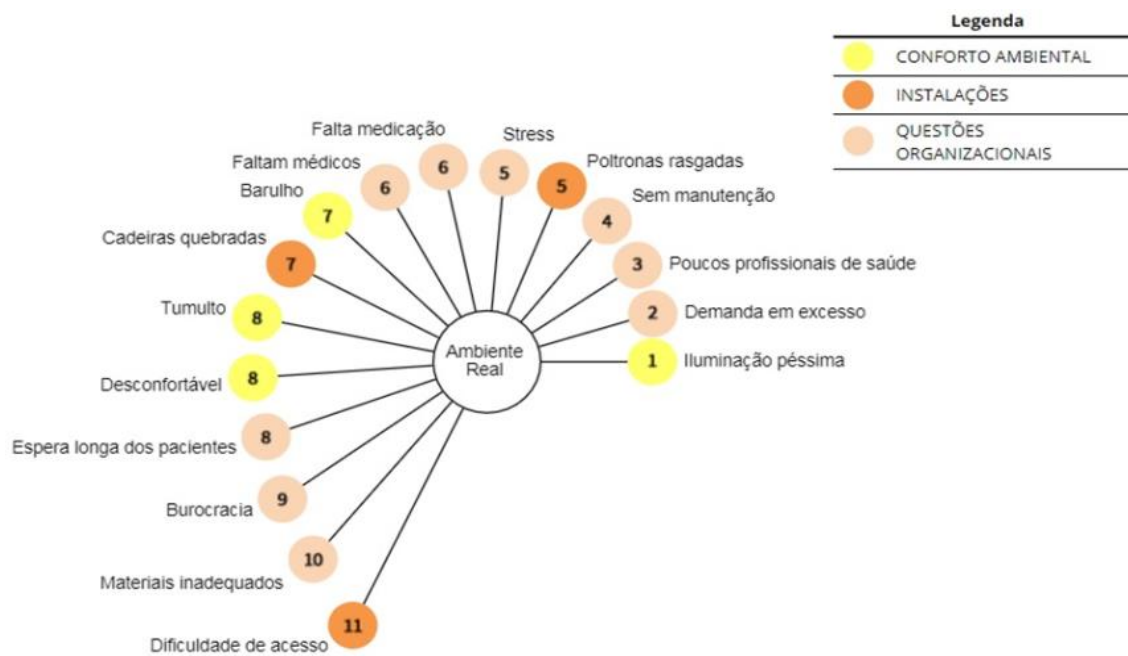 Legenda
CONFORTO AMBIENTAL
INSTALAÇÕES
QUESTÕES
ORGANIZACIONAIS
Falta medicação
6
Stress
5
Faltam médicos
6
Poltronas rasgadas
5
Barulho
7
Sem manutenção
4
Cadeiras quebradas
7
Poucos profissionais de saúde
3
Tumulto
8
Demanda em excesso
2
Ambiente
Real
Iluminação péssima
1
Desconfortável
8
Espera longa dos pacientes
8
Burocracia
9
Materiais inadequados
10
Dificuldade de acesso
11